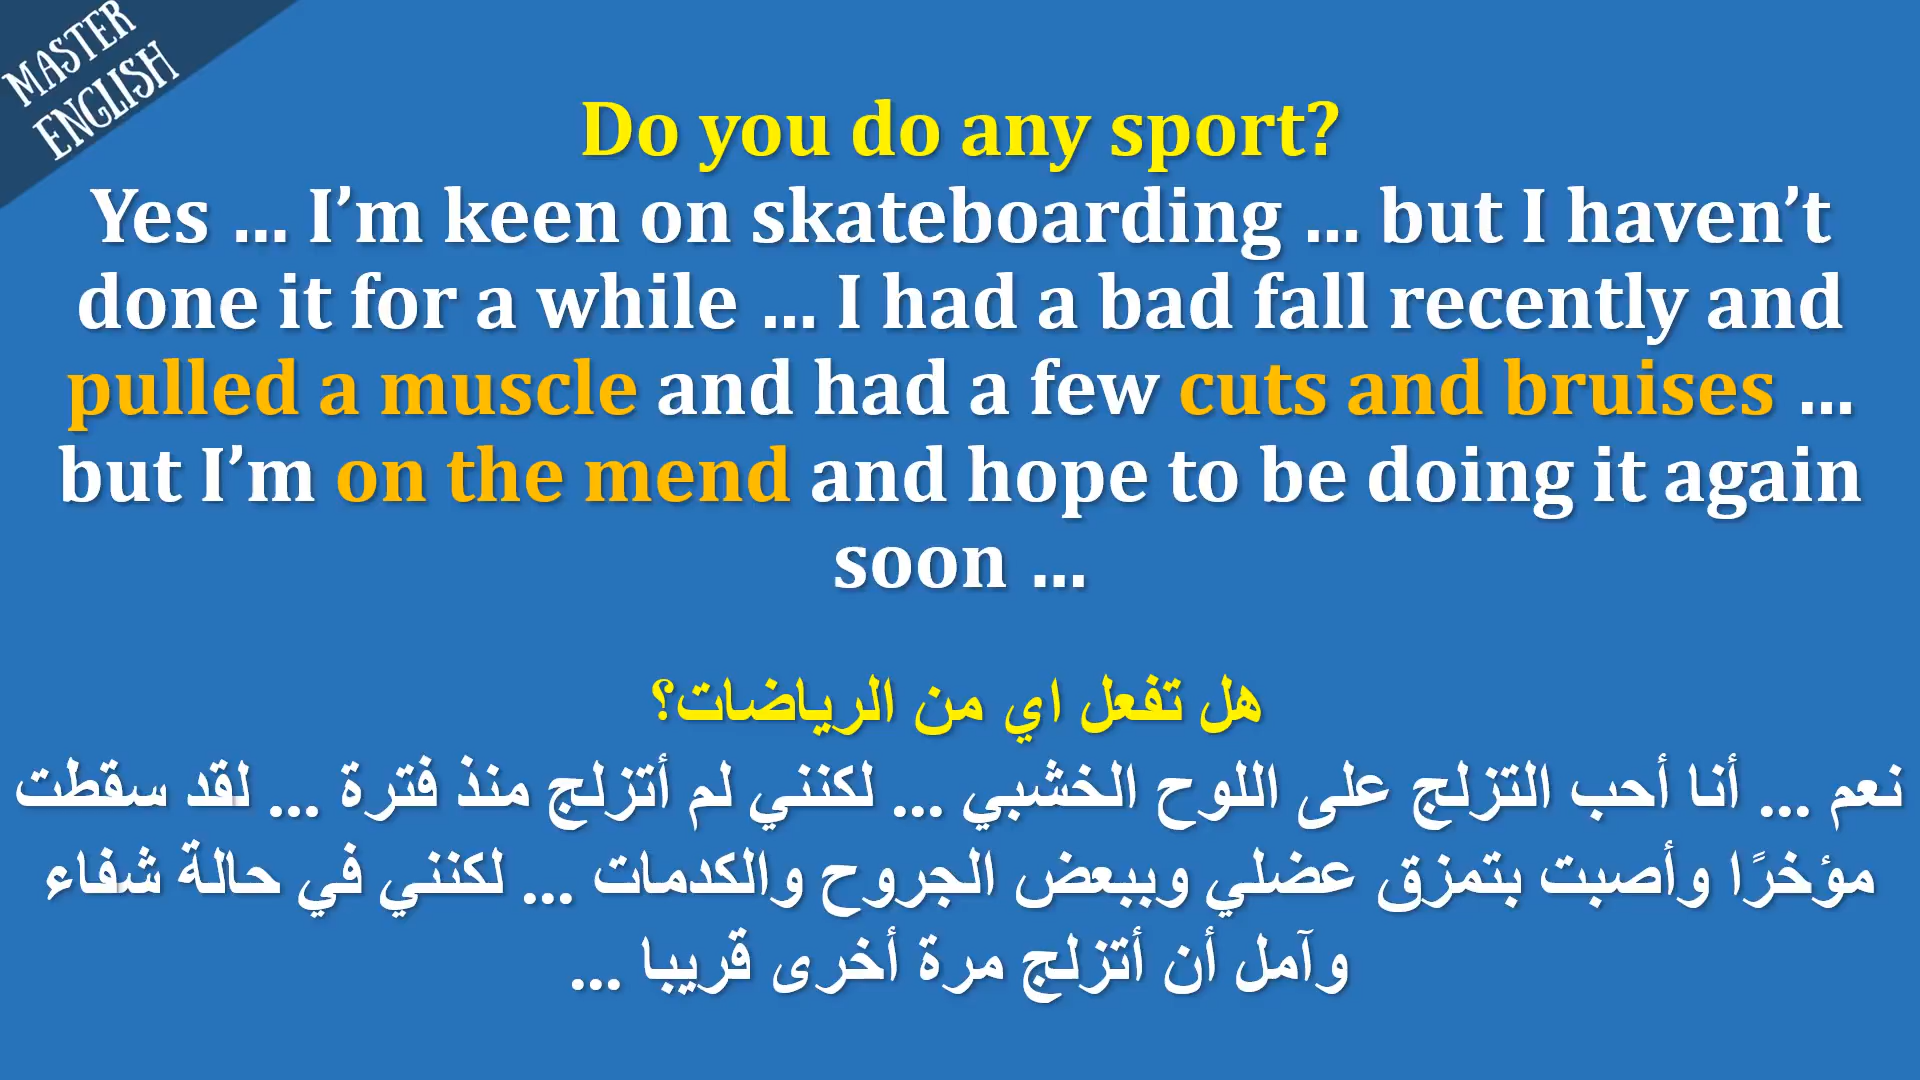 MASTER
ENGLISH
Do you do any sport?
Yes ... I’m keen on skateboarding ... but I haven’t
done it for a while ... I had a bad fall recently and
pulled a muscle and had a few cuts and bruises ...
but I’m on the mend and hope to be doing it again
soon ...
هل تفعل اي من الرياضات؟
نعم ... أنا أحب التزلج على اللوح الخشبي ... لكنني لم أتزلج منذ فترة ... لقد سقطت
مؤخرًا وأصبت بتمزق عضلي وببعض الجروح والكدمات ... لكنني في حالة شفاء
وآمل أن أتزلج مرة أخرى قريبا ...